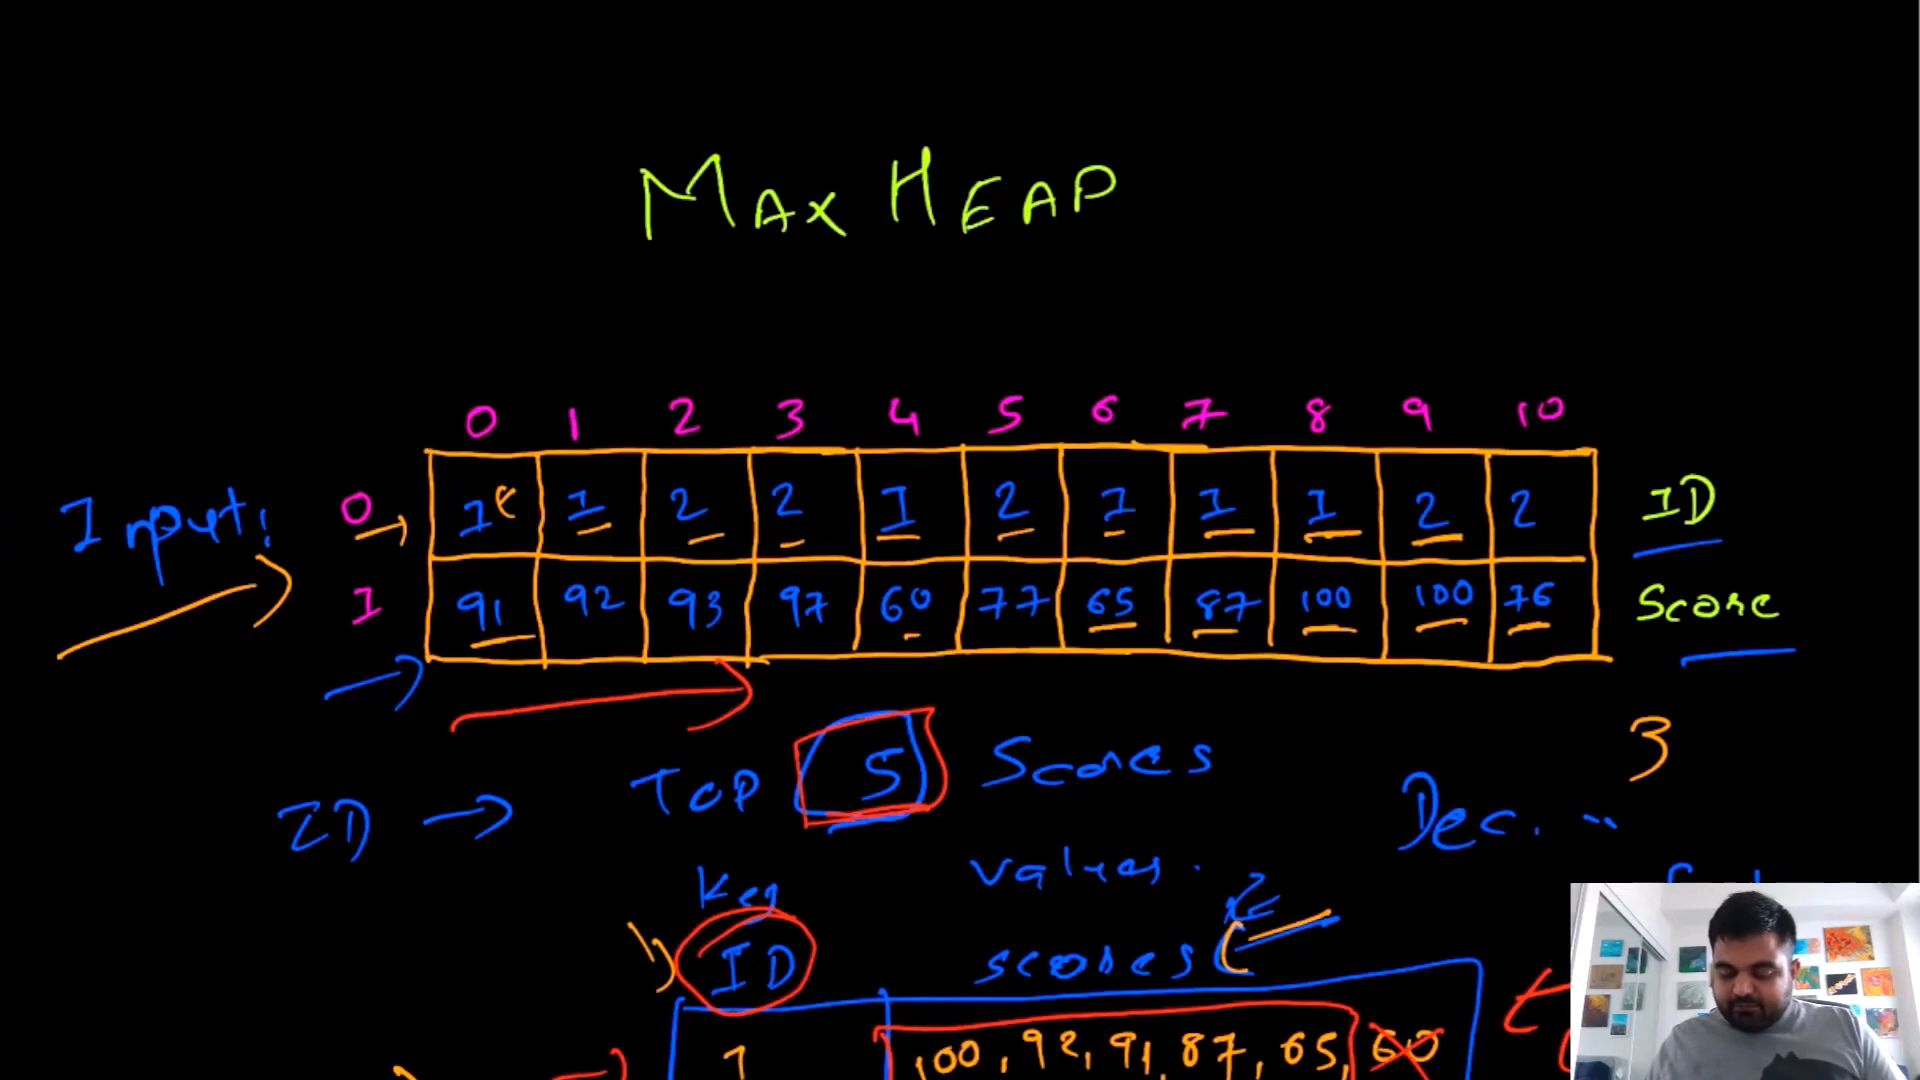 MAX HEAP
0 1 2 3 4 5 6 7 8 9 10
Input: 0 1 1 2 2 1 2 1 1 1 2 2 ID
1 91 92 93 97 60 77 65 87 100 100 76 Score
3
ID → TOP 5 Scores
Dec. ..
Key values.
1) ID scores
1 100, 92, 91, 87, 65, 60